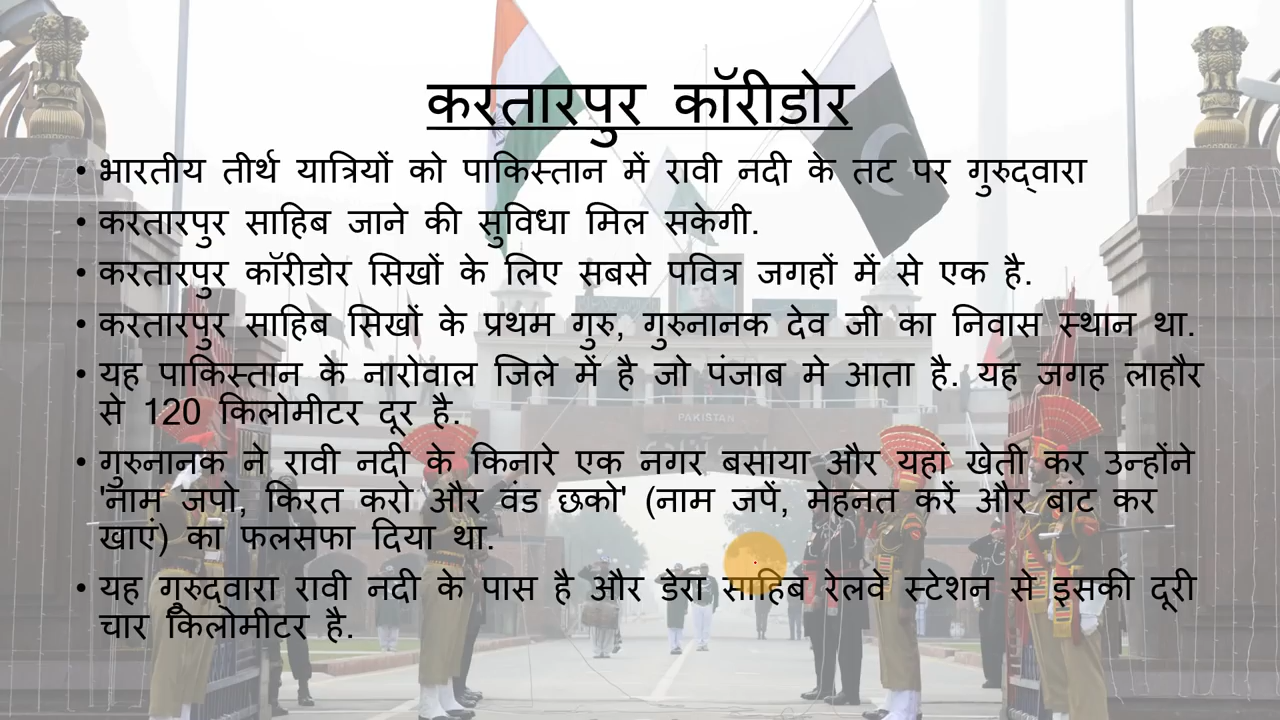 करतारपुर कॉरीडोर
• भारतीय तीर्थ यात्रियों को पाकिस्तान में रावी नदी के तट पर गुरुद्वारा
• करतारपुर साहिब जाने की सुविधा मिल सकेगी.
• करतारपुर कॉरीडोर सिखों के लिए सबसे पवित्र जगहों में से एक है.
• करतारपुर साहिब सिखों के प्रथम गुरु, गुरुनानक देव जी का निवास स्थान था.
• यह पाकिस्तान के नारोवाल जिले में है जो पंजाब मे आता है. यह जगह लाहौर
से 120 किलोमीटर दूर है.
PAKISTAN
• गुरुनानक ने रावी नदी के किनारे एक नगर बसाया और यहां खेती कर उन्होंने
'नाम जपो, किरत करो और वंड छको' (नाम जपें, मेहनत करें और बांट कर
खाएं) का फलसफा दिया था.
• यह गुरुद्वारा रावी नदी के पास है और डेरा साहिब रेलवे स्टेशन से इसकी दूरी
चार किलोमीटर है.